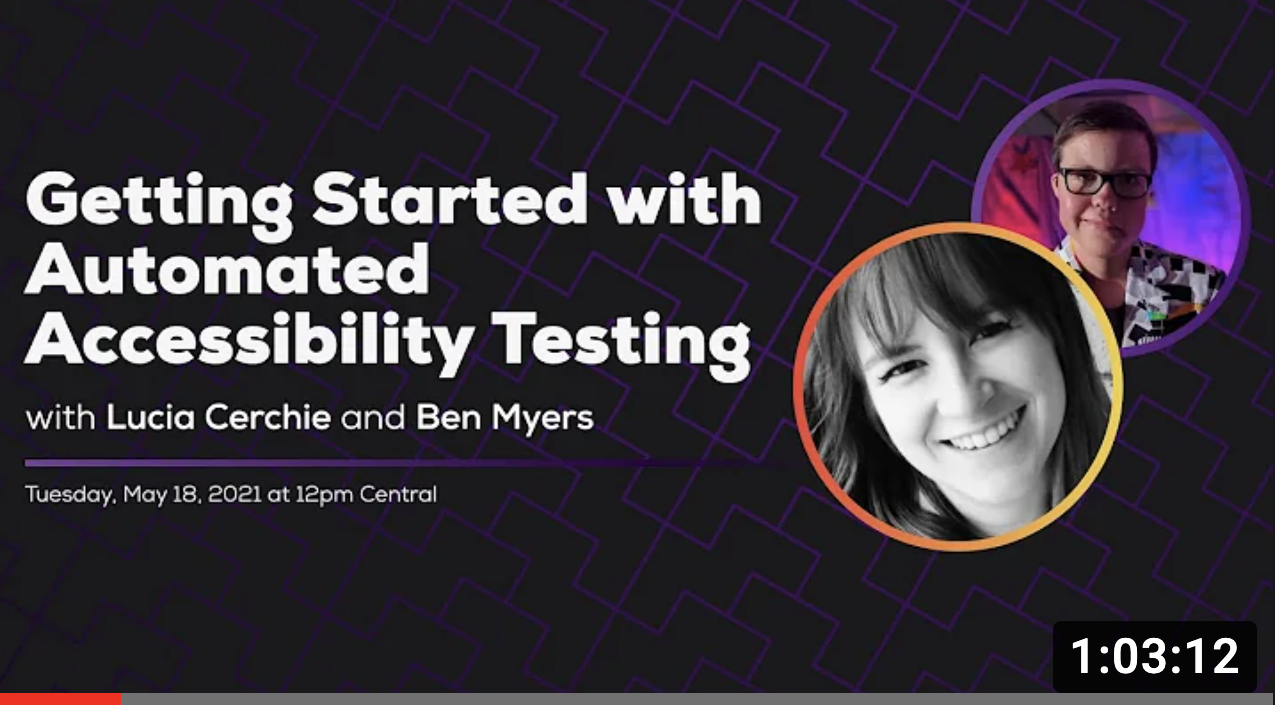 Getting Started with
Automated
Accessibility Testing
with Lucia Cerchie and Ben Myers
Tuesday, May 18, 2021 at 12pm Central
1:03:12